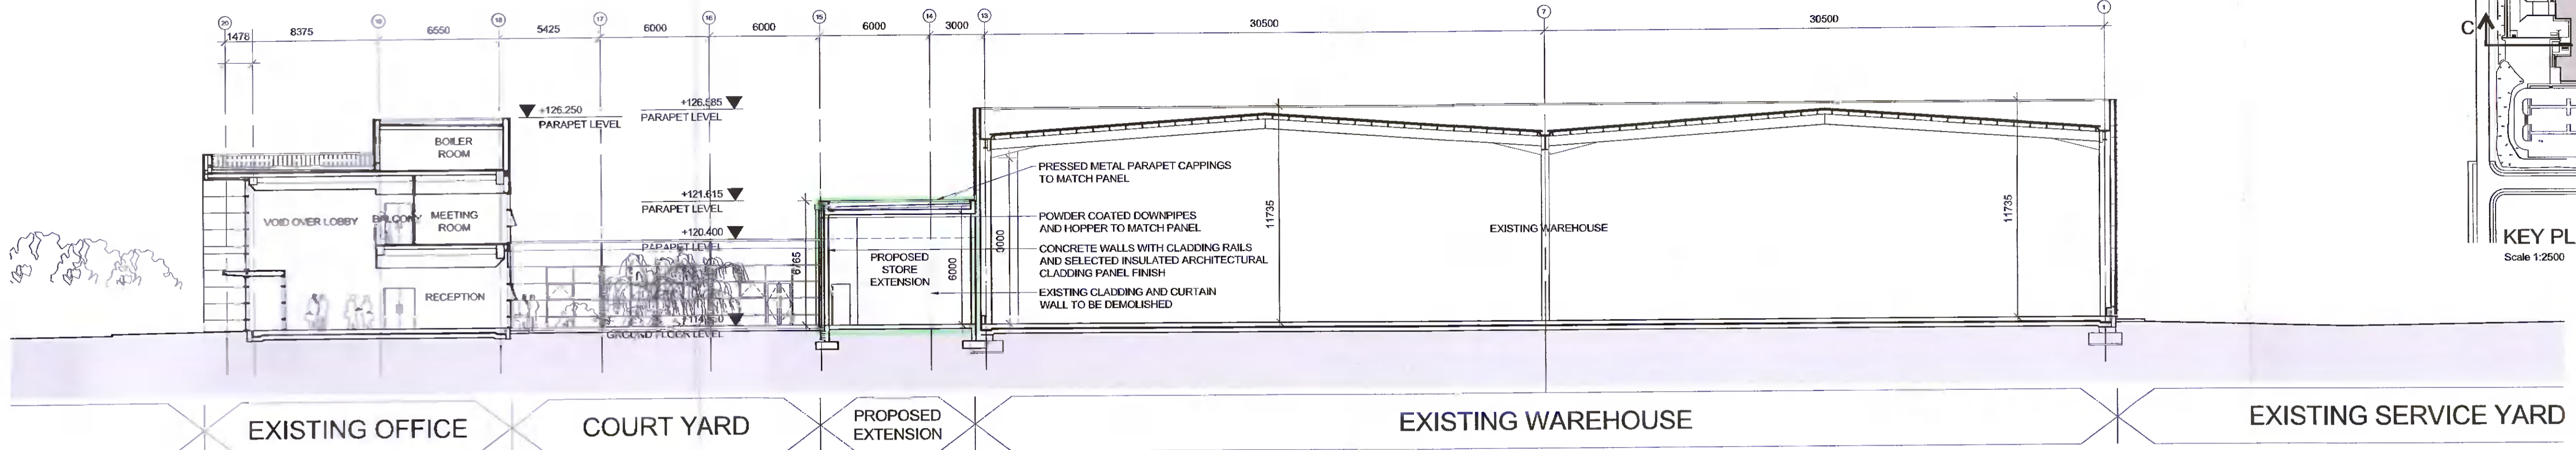 20
19
18
17
16
15
14
13
7
1
1478
8375
6550
5425
6000
6000
6000
3000
30500
30500
C
+126.250
PARAPET LEVEL
+126.585
PARAPET LEVEL
BOILER
ROOM
PRESSED METAL PARAPET CAPPINGS
TO MATCH PANEL
+121.615
PARAPET LEVEL
VOID OVER LOBBY
BALCONY
MEETING
ROOM
POWDER COATED DOWNPIPES
AND HOPPER TO MATCH PANEL
+120.400
PARAPET LEVEL
CONCRETE WALLS WITH CLADDING RAILS
AND SELECTED INSULATED ARCHITECTURAL
CLADDING PANEL FINISH
PROPOSED
STORE
EXTENSION
6765
6000
9000
11735
EXISTING WAREHOUSE
11735
RECEPTION
EXISTING CLADDING AND CURTAIN
WALL TO BE DEMOLISHED
GROUND FLOOR LEVEL
KEY PL
Scale 1:2500
EXISTING OFFICE
COURT YARD
PROPOSED
EXTENSION
EXISTING WAREHOUSE
EXISTING SERVICE YARD